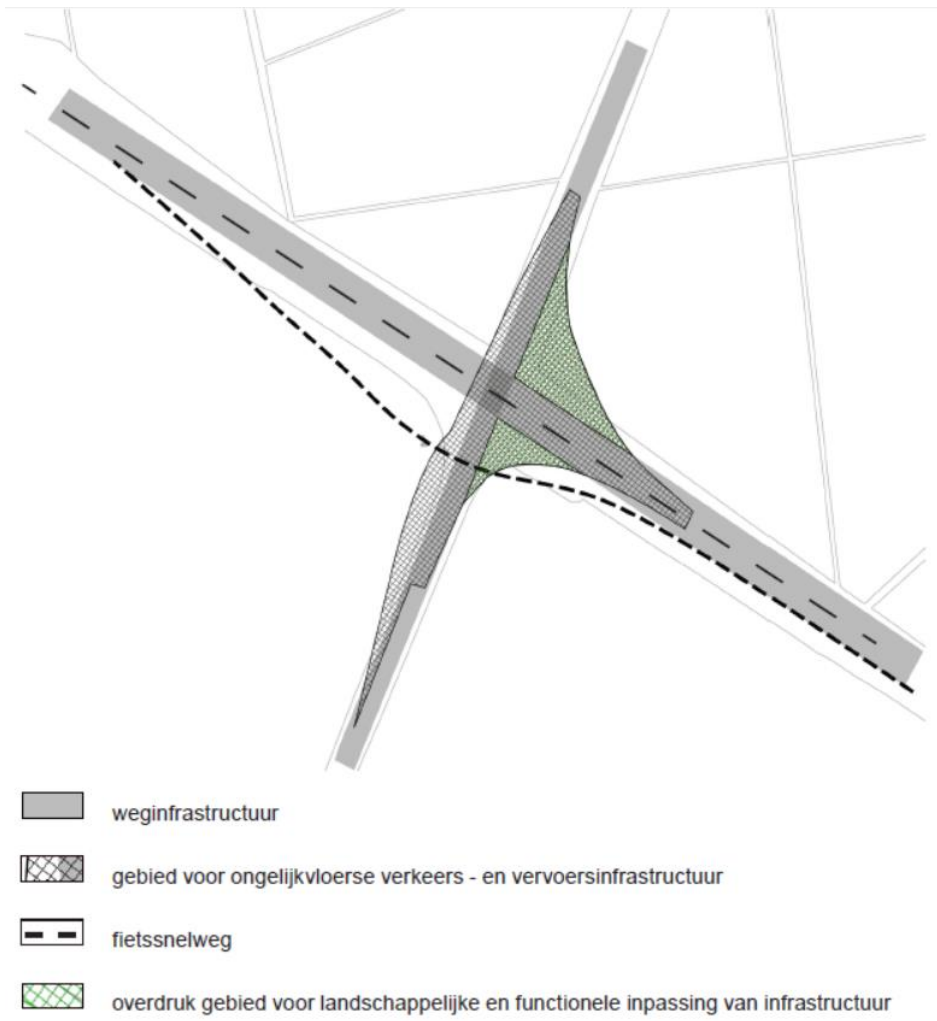 weginfrastructuur
gebied voor ongelijkvloerse verkeers - en vervoersinfrastructuur
fietssnelweg
overdruk gebied voor landschappelijke en functionele inpassing van infrastructuur